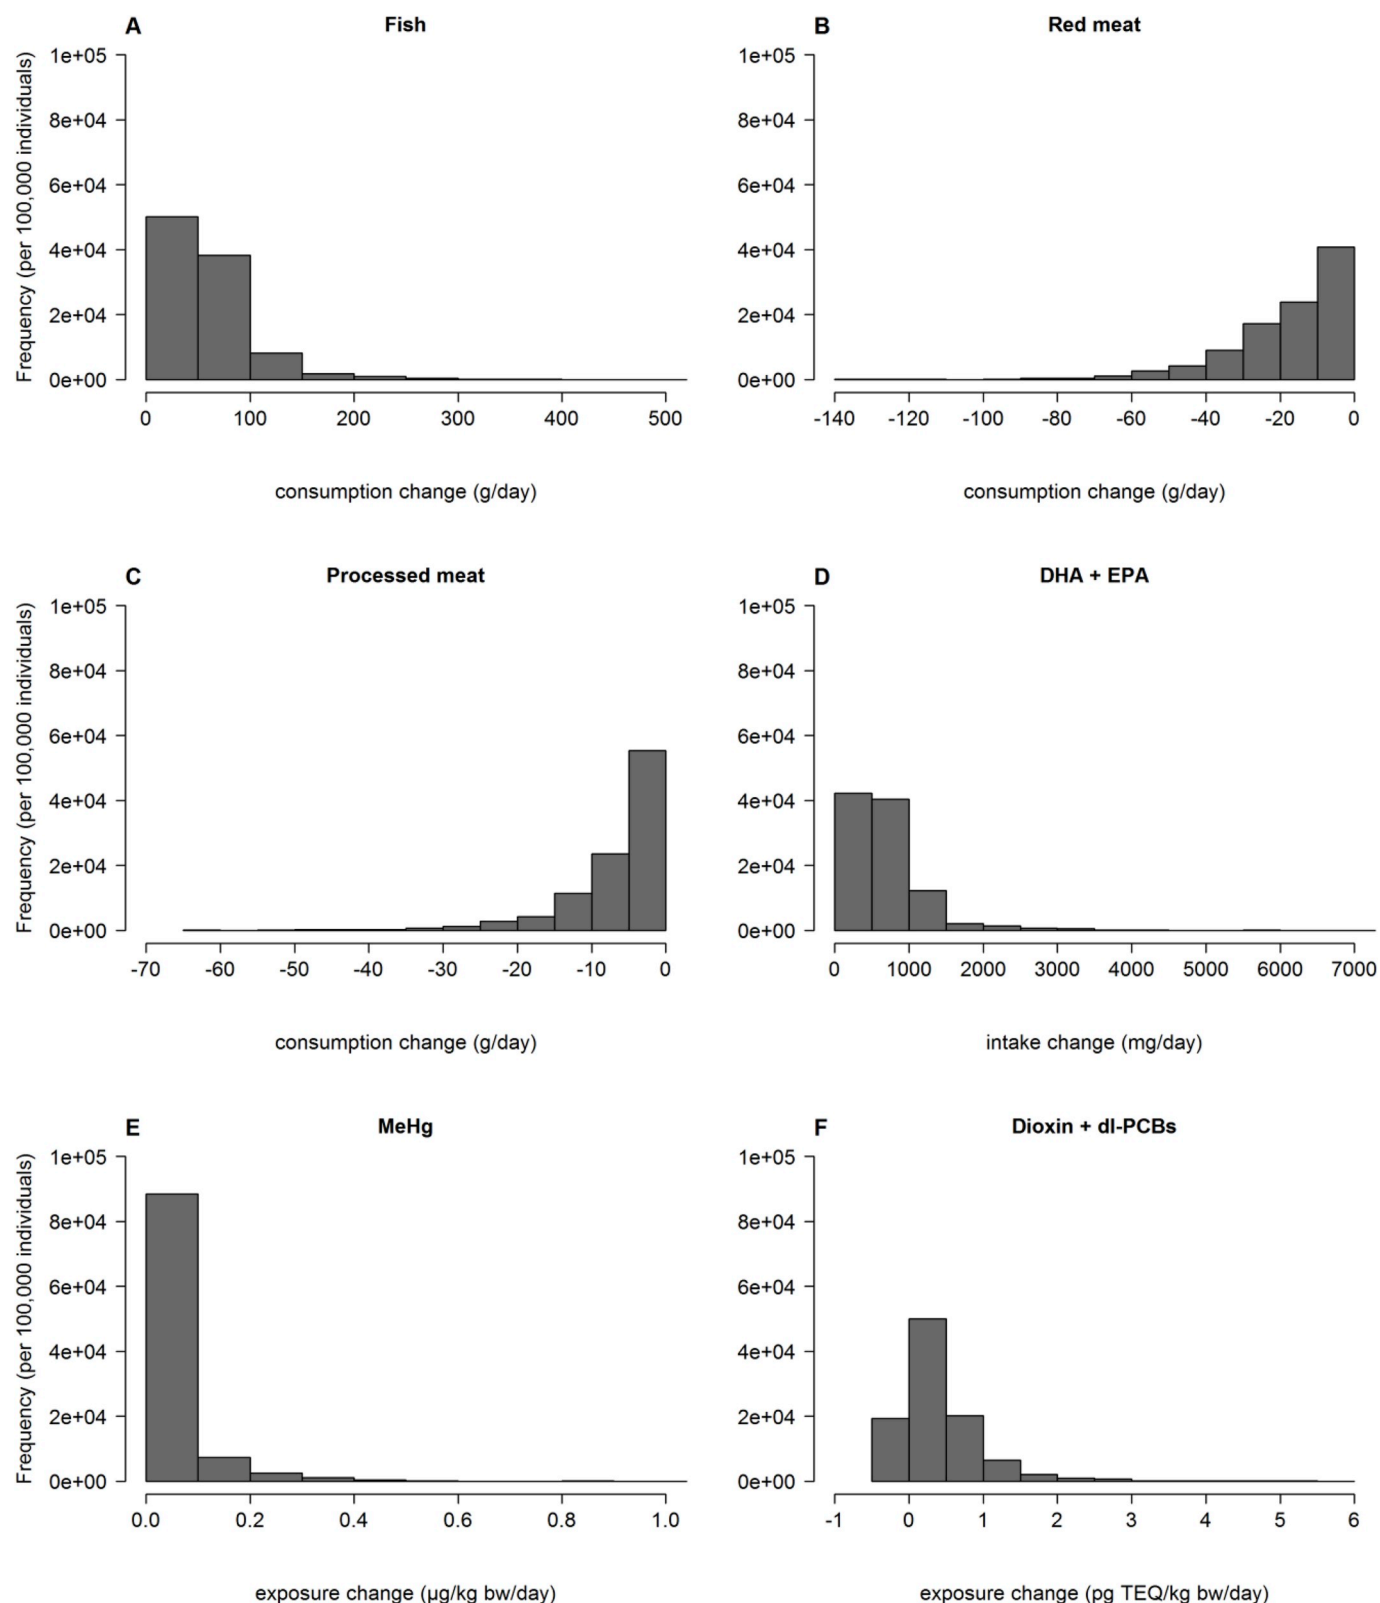 A Fish
Frequency (per 100,000 individuals)
1e+05
8e+04
6e+04
4e+04
2e+04
0e+00
0 100 200 300 400 500
consumption change (g/day)
B Red meat
1e+05
8e+04
6e+04
4e+04
2e+04
0e+00
-140 -120 -100 -80 -60 -40 -20 0
consumption change (g/day)
C Processed meat
Frequency (per 100,000 individuals)
1e+05
8e+04
6e+04
4e+04
2e+04
0e+00
-70 -60 -50 -40 -30 -20 -10 0
consumption change (g/day)
D DHA + EPA
1e+05
8e+04
6e+04
4e+04
2e+04
0e+00
0 1000 2000 3000 4000 5000 6000 7000
intake change (mg/day)
E MeHg
Frequency (per 100,000 individuals)
1e+05
8e+04
6e+04
4e+04
2e+04
0e+00
0.0 0.2 0.4 0.6 0.8 1.0
exposure change (μg/kg bw/day)
F Dioxin + dl-PCBs
1e+05
8e+04
6e+04
4e+04
2e+04
0e+00
-1 0 1 2 3 4 5 6
exposure change (pg TEQ/kg bw/day)